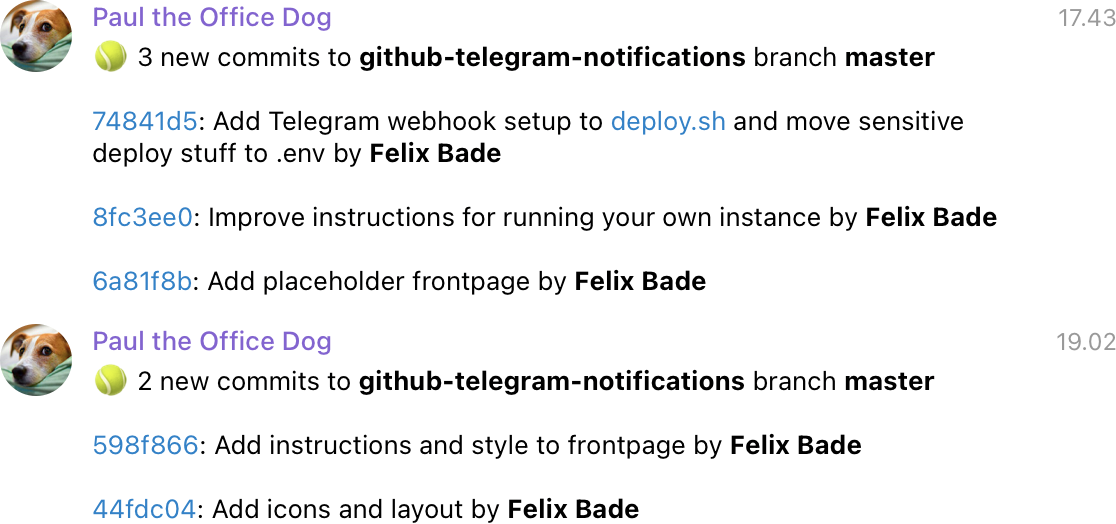 Paul the Office Dog 17.43
🎾 3 new commits to github-telegram-notifications branch master
74841d5: Add Telegram webhook setup to deploy.sh and move sensitive
deploy stuff to .env by Felix Bade
8fc3ee0: Improve instructions for running your own instance by Felix Bade
6a81f8b: Add placeholder frontpage by Felix Bade
Paul the Office Dog 19.02
🎾 2 new commits to github-telegram-notifications branch master
598f866: Add instructions and style to frontpage by Felix Bade
44fdc04: Add icons and layout by Felix Bade